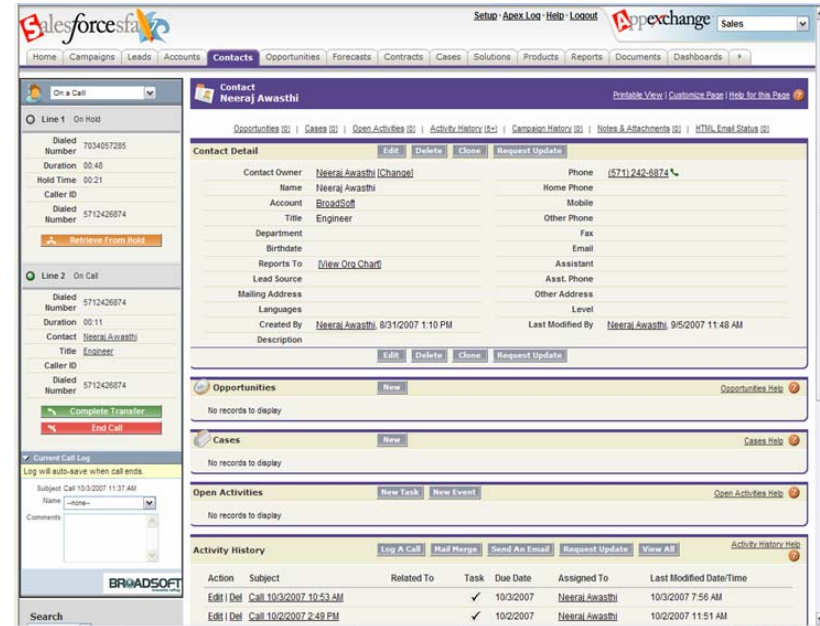 Setup · Apex Log · Help · Logout
salesforcesfa
Appexchange
Sales
Home Campaigns Leads Accounts Contacts Opportunities Forecasts Contracts Cases Solutions Products Reports Documents Dashboards
On a Call
Line 1 On Hold
Dialed Number 7034057285
Duration 00:48
Hold Time 00:21
Caller ID
Dialed Number 5712426874
Retrieve From Hold
Line 2 On Call
Dialed Number 5712426874
Duration 00:11
Contact Neeraj Awasthi
Title Engineer
Caller ID
Dialed Number 5712426874
Complete Transfer
End Call
Current Call Log
Log will auto-save when call ends.
Subject Call 10/3/2007 11:37 AM
Name --none--
Comments
BROADSOFT
Search
Contact
Neeraj Awasthi
Printable View | Customize Page | Help for this Page
Opportunities [0] | Cases [0] | Open Activities [0] | Activity History [5+] | Campaign History [0] | Notes & Attachments [0] | HTML Email Status [0]
Contact Detail Edit Delete Clone Request Update
Contact Owner Neeraj Awasthi [Change] Phone (571) 242-6874
Name Neeraj Awasthi Home Phone
Account BroadSoft Mobile
Title Engineer Other Phone
Department Fax
Birthdate Email
Reports To [View Org Chart] Assistant
Lead Source Asst. Phone
Mailing Address Other Address
Languages Level
Created By Neeraj Awasthi, 8/31/2007 1:10 PM Last Modified By Neeraj Awasthi, 9/5/2007 11:48 AM
Description
Edit Delete Clone Request Update
Opportunities New Opportunities Help
No records to display
Cases New Cases Help
No records to display
Open Activities New Task New Event Open Activities Help
No records to display
Activity History Log A Call Mail Merge Send An Email Request Update View All Activity History Help
Action Subject Related To Task Due Date Assigned To Last Modified Date/Time
Edit | Del Call 10/3/2007 10:53 AM 10/3/2007 Neeraj Awasthi 10/3/2007 7:56 AM
Edit | Del Call 10/2/2007 2:49 PM 10/2/2007 Neeraj Awasthi 10/2/2007 11:51 AM